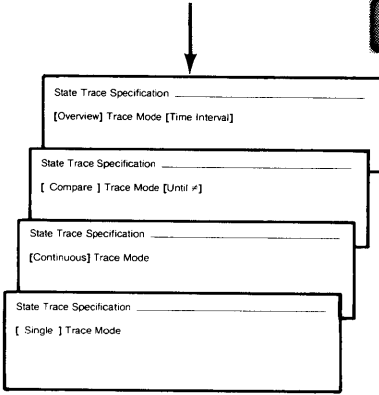 State Trace Specification
[Overview] Trace Mode [Time Interval]
State Trace Specification
[ Compare ] Trace Mode [Until ≠]
State Trace Specification
[Continuous] Trace Mode
State Trace Specification
[ Single ] Trace Mode